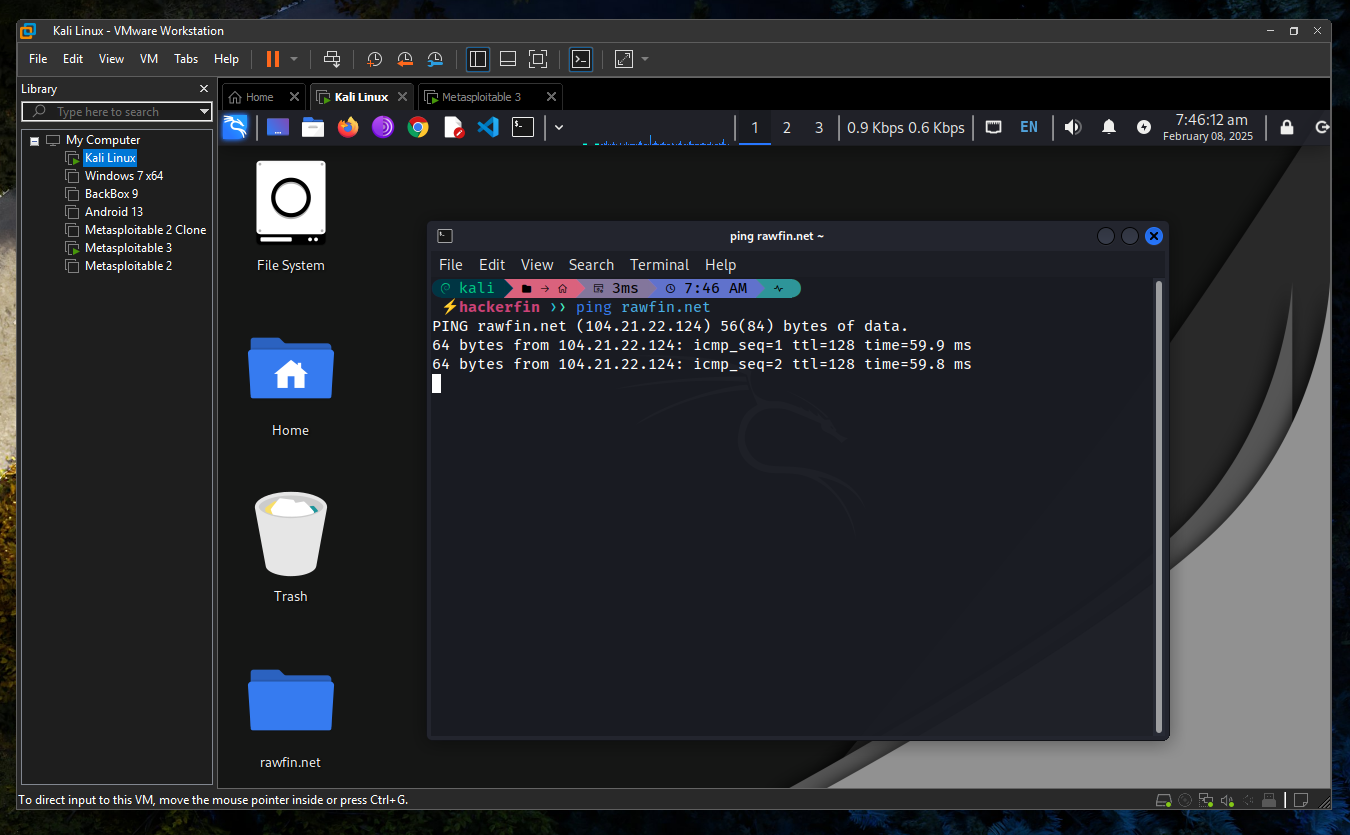 Kali Linux - VMware Workstation
File Edit View VM Tabs Help
Library
Type here to search
My Computer
Kali Linux
Windows 7 x64
BackBox 9
Android 13
Metasploitable 2 Clone
Metasploitable 3
Metasploitable 2
Home Kali Linux Metasploitable 3
1 2 3 0.9 Kbps 0.6 Kbps EN 7:46:12 am
February 08, 2025
File System
Home
Trash
rawfin.net
ping rawfin.net ~
File Edit View Search Terminal Help
kali 3ms 7:46 AM
hackerfin ❯❯ ping rawfin.net
PING rawfin.net (104.21.22.124) 56(84) bytes of data.
64 bytes from 104.21.22.124: icmp_seq=1 ttl=128 time=59.9 ms
64 bytes from 104.21.22.124: icmp_seq=2 ttl=128 time=59.8 ms
To direct input to this VM, move the mouse pointer inside or press Ctrl+G.